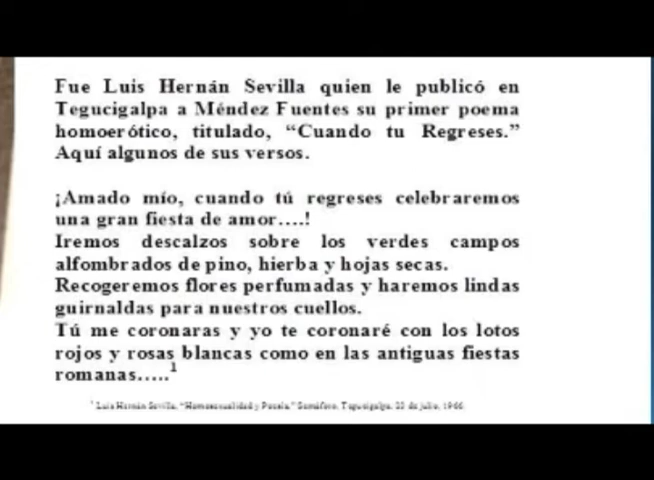 Fue Luis Hernán Sevilla quien le publicó en
Tegucigalpa a Méndez Fuentes su primer poema
homoerótico, titulado, “Cuando tu Regreses.”
Aquí algunos de sus versos.
¡Amado mío, cuando tú regreses celebraremos
una gran fiesta de amor….!
Iremos descalzos sobre los verdes campos
alfombrados de pino, hierba y hojas secas.
Recogeremos flores perfumadas y haremos lindas
guirnaldas para nuestros cuellos.
Tú me coronaras y yo te coronaré con los lotos
rojos y rosas blancas como en las antiguas fiestas
romanas…..1
1 Luis Hernán Sevilla, “Homosexualidad y Poesía.” Semáforo, Tegucigalpa, de julio, 1966